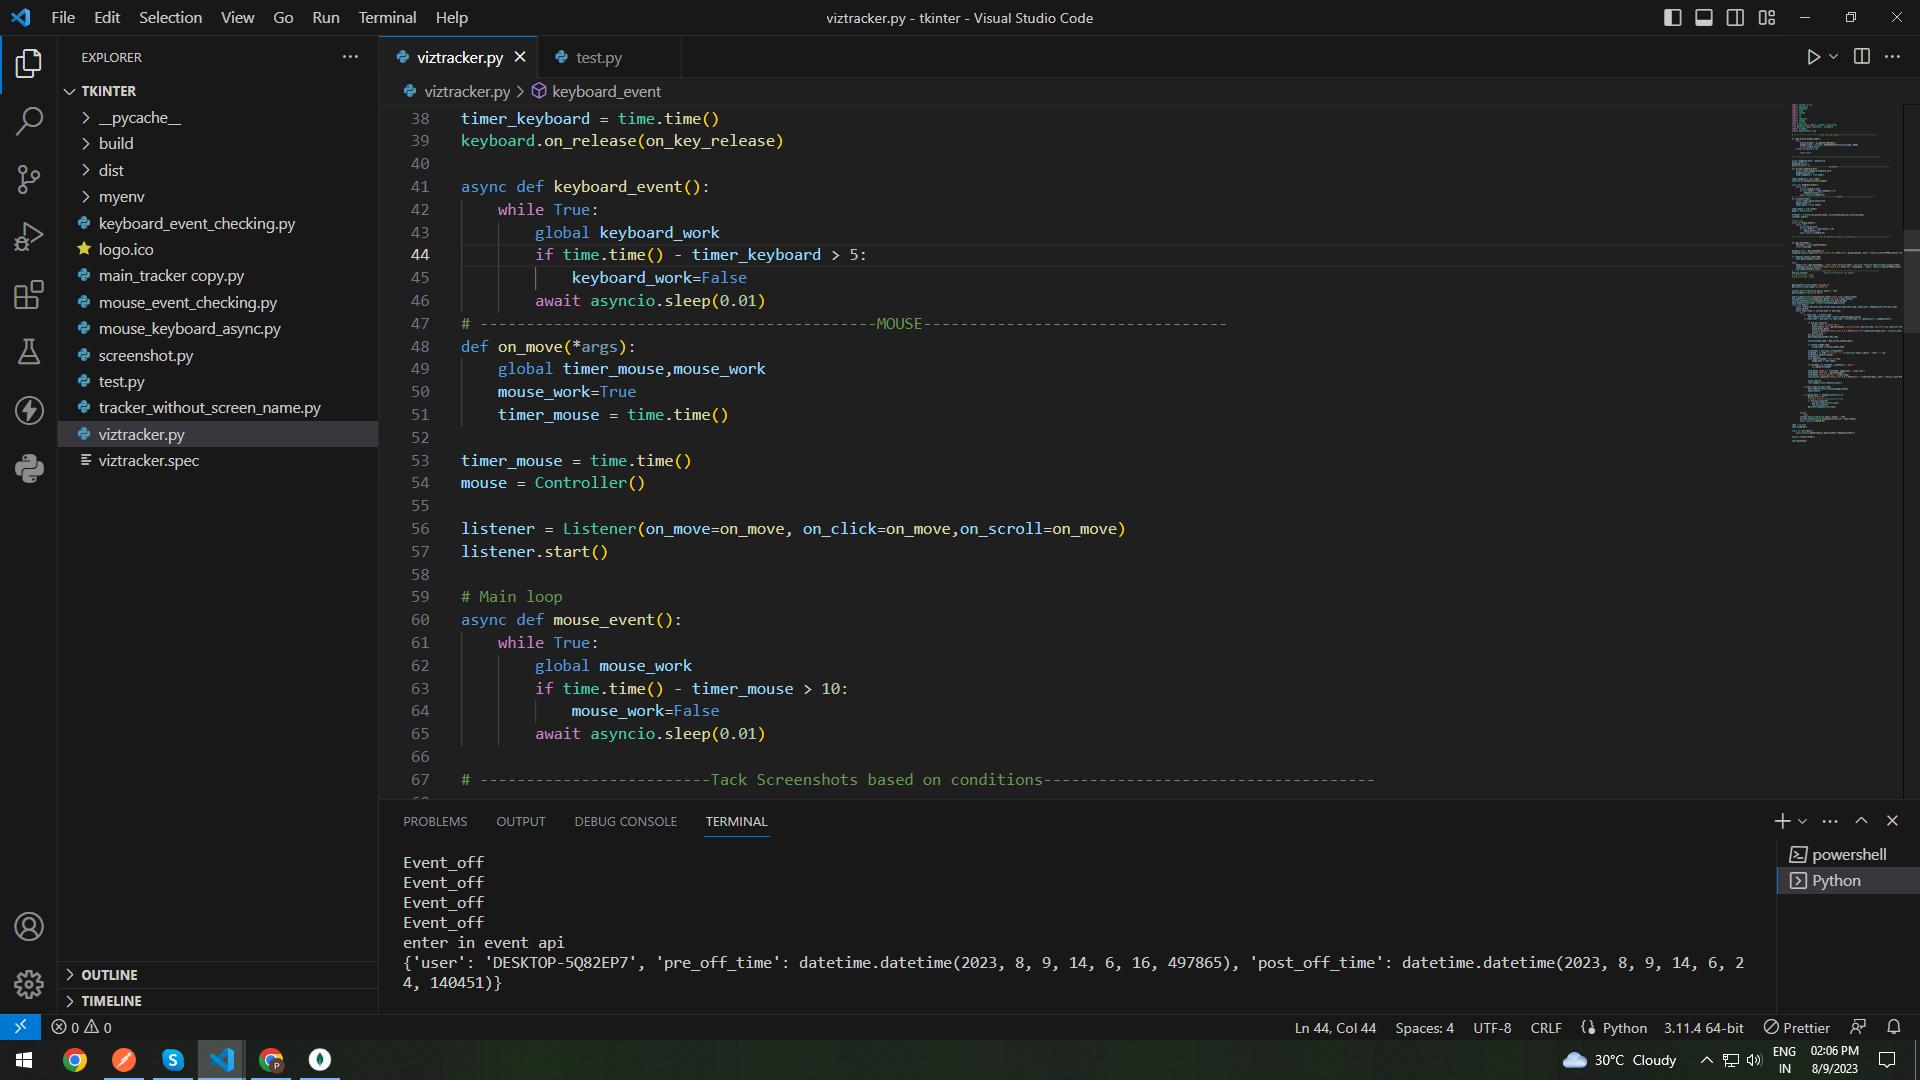 File Edit Selection View Go Run Terminal Help
viztracker.py - tkinter - Visual Studio Code
EXPLORER
TKINTER
__pycache__
build
dist
myenv
keyboard_event_checking.py
logo.ico
main_tracker copy.py
mouse_event_checking.py
mouse_keyboard_async.py
screenshot.py
test.py
tracker_without_screen_name.py
viztracker.py
viztracker.spec
OUTLINE
TIMELINE
viztracker.py test.py
viztracker.py > keyboard_event
38 timer_keyboard = time.time()
39 keyboard.on_release(on_key_release)
40
41 async def keyboard_event():
42 while True:
43 global keyboard_work
44 if time.time() - timer_keyboard > 5:
45 keyboard_work=False
46 await asyncio.sleep(0.01)
47 # -------------------------------------------MOUSE---------------------------------
48 def on_move(*args):
49 global timer_mouse,mouse_work
50 mouse_work=True
51 timer_mouse = time.time()
52
53 timer_mouse = time.time()
54 mouse = Controller()
55
56 listener = Listener(on_move=on_move, on_click=on_move,on_scroll=on_move)
57 listener.start()
58
59 # Main loop
60 async def mouse_event():
61 while True:
62 global mouse_work
63 if time.time() - timer_mouse > 10:
64 mouse_work=False
65 await asyncio.sleep(0.01)
66
67 # -------------------------Tack Screenshots based on conditions------------------------------------
PROBLEMS OUTPUT DEBUG CONSOLE TERMINAL
Event_off
Event_off
Event_off
Event_off
enter in event api
{'user': 'DESKTOP-5Q82EP7', 'pre_off_time': datetime.datetime(2023, 8, 9, 14, 6, 16, 497865), 'post_off_time': datetime.datetime(2023, 8, 9, 14, 6, 2
4, 140451)}
powershell
Python
0 0
Ln 44, Col 44 Spaces: 4 UTF-8 CRLF Python 3.11.4 64-bit Prettier
30°C Cloudy
ENG
IN
02:06 PM
8/9/2023